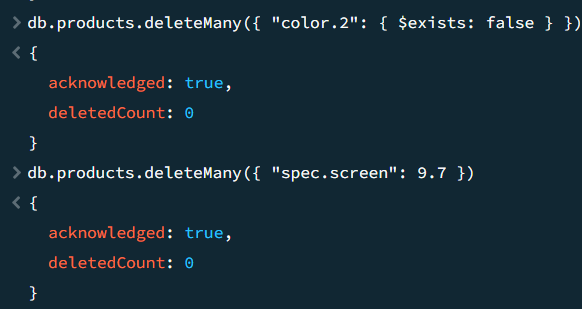 > db.products.deleteMany({ "color.2": { $exists: false } })
< {
acknowledged: true,
deletedCount: 0
}
> db.products.deleteMany({ "spec.screen": 9.7 })
< {
acknowledged: true,
deletedCount: 0
}